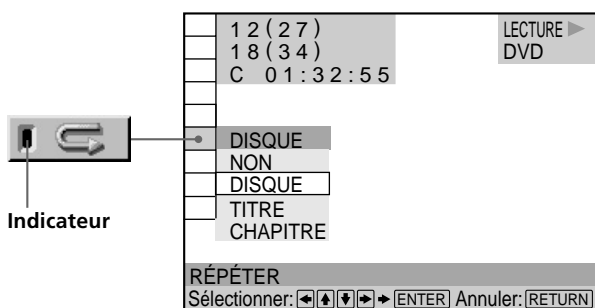 12(27)
18(34)
C 01:32:55
LECTURE ▶
DVD
DISQUE
NON
DISQUE
TITRE
CHAPITRE
Indicateur
RÉPÉTER
Sélectionner: ← ↑ ↓ → → ENTER Annuler: RETURN